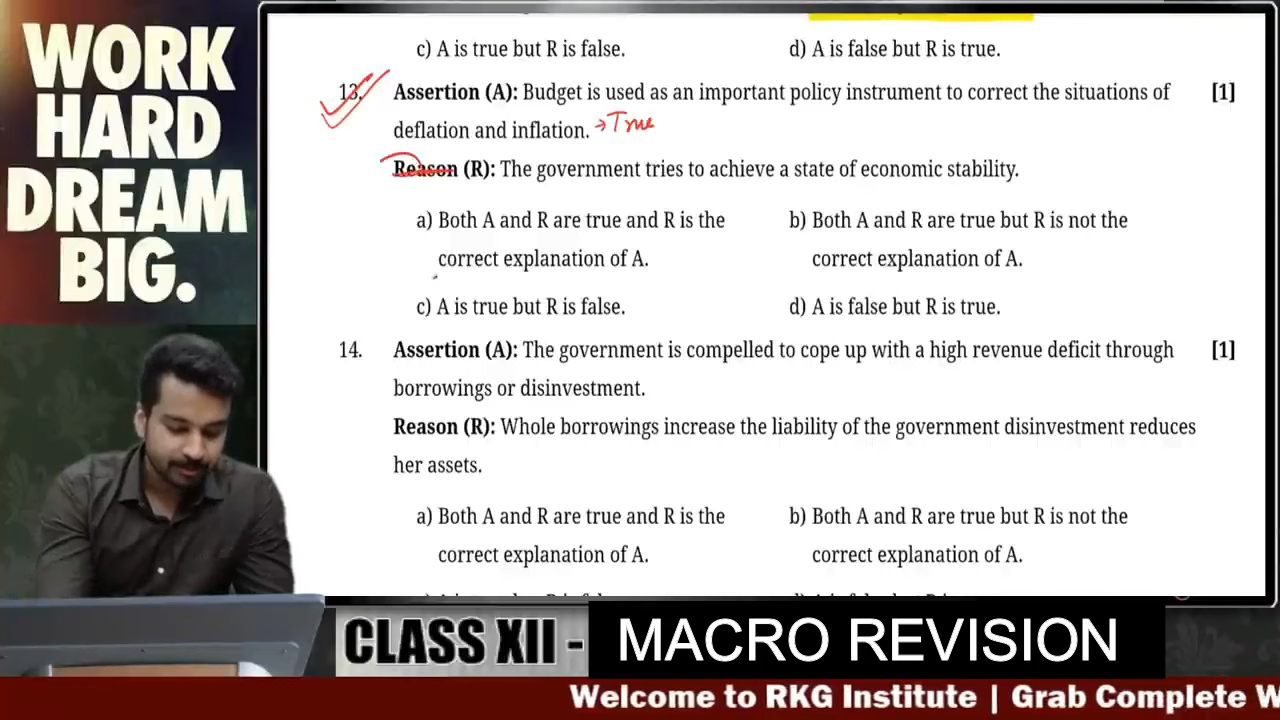 WORK
HARD
DREAM
BIG.
c) A is true but R is false.
d) A is false but R is true.
13. Assertion (A): Budget is used as an important policy instrument to correct the situations of [1]
deflation and inflation. →True
Reason (R): The government tries to achieve a state of economic stability.
a) Both A and R are true and R is the
correct explanation of A.
b) Both A and R are true but R is not the
correct explanation of A.
c) A is true but R is false.
d) A is false but R is true.
14. Assertion (A): The government is compelled to cope up with a high revenue deficit through [1]
borrowings or disinvestment.
Reason (R): Whole borrowings increase the liability of the government disinvestment reduces
her assets.
a) Both A and R are true and R is the
correct explanation of A.
b) Both A and R are true but R is not the
correct explanation of A.
CLASS XII - MACRO REVISION
Welcome to RKG Institute | Grab Complete W